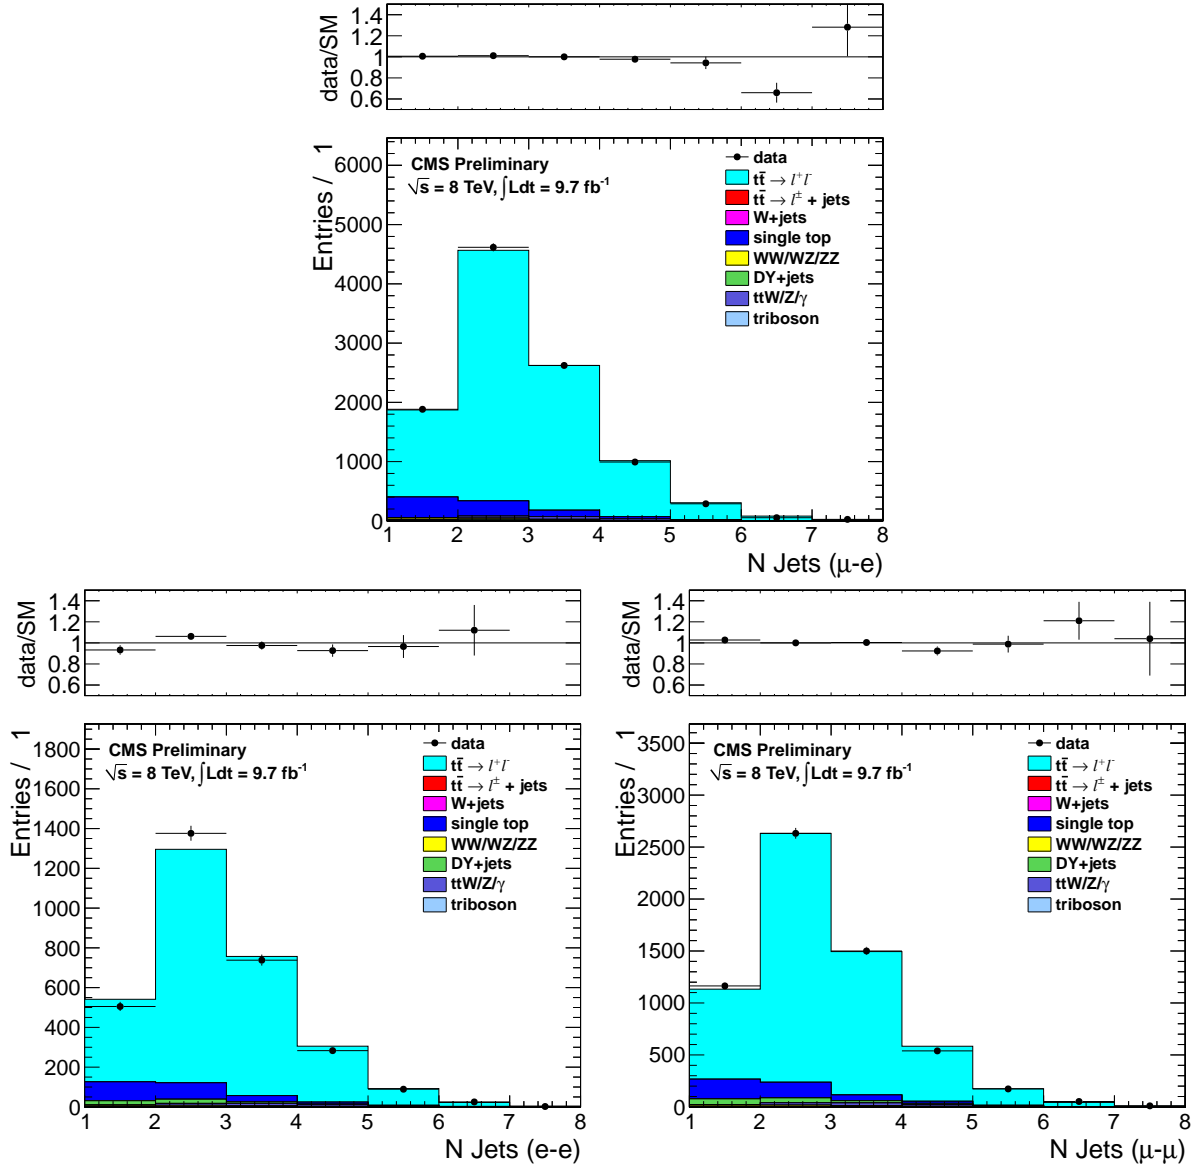 data/SM
1.4
1.2
1
0.8
0.6
Entries / 1
6000
5000
4000
3000
2000
1000
0
CMS Preliminary
√s = 8 TeV, ∫Ldt = 9.7 fb⁻¹
data
tt̄ → l⁺l⁻
tt̄ → l± + jets
W+jets
single top
WW/WZ/ZZ
DY+jets
ttW/Z/γ
triboson
1 2 3 4 5 6 7 8
N Jets (μ-e)
data/SM
1.4
1.2
1
0.8
0.6
Entries / 1
1800
1600
1400
1200
1000
800
600
400
200
0
CMS Preliminary
√s = 8 TeV, ∫Ldt = 9.7 fb⁻¹
data
tt̄ → l⁺l⁻
tt̄ → l± + jets
W+jets
single top
WW/WZ/ZZ
DY+jets
ttW/Z/γ
triboson
1 2 3 4 5 6 7 8
N Jets (e-e)
data/SM
1.4
1.2
1
0.8
0.6
Entries / 1
3500
3000
2500
2000
1500
1000
500
0
CMS Preliminary
√s = 8 TeV, ∫Ldt = 9.7 fb⁻¹
data
tt̄ → l⁺l⁻
tt̄ → l± + jets
W+jets
single top
WW/WZ/ZZ
DY+jets
ttW/Z/γ
triboson
1 2 3 4 5 6 7 8
N Jets (μ-μ)